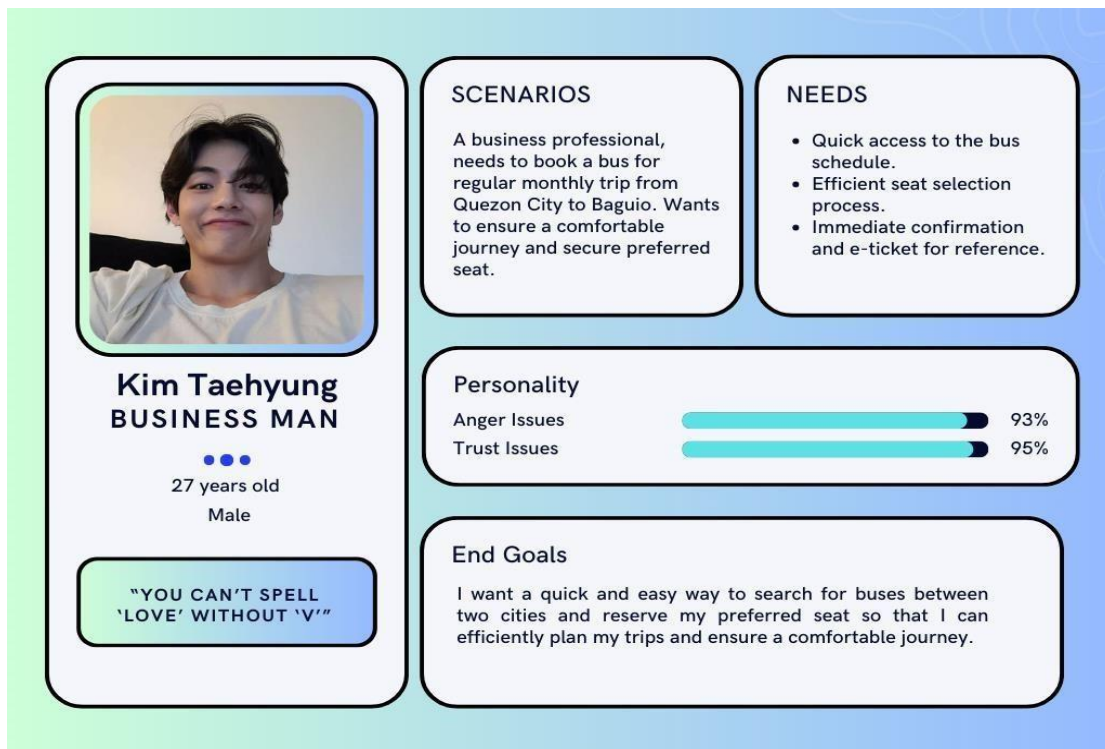 Kim Taehyung
BUSINESS MAN
27 years old
Male
“YOU CAN’T SPELL
‘LOVE’ WITHOUT ‘V’”
SCENARIOS
A business professional,
needs to book a bus for
regular monthly trip from
Quezon City to Baguio. Wants
to ensure a comfortable
journey and secure preferred
seat.
NEEDS
• Quick access to the bus
schedule.
• Efficient seat selection
process.
• Immediate confirmation
and e-ticket for reference.
Personality
Anger Issues 93%
Trust Issues 95%
End Goals
I want a quick and easy way to search for buses between
two cities and reserve my preferred seat so that I can
efficiently plan my trips and ensure a comfortable journey.